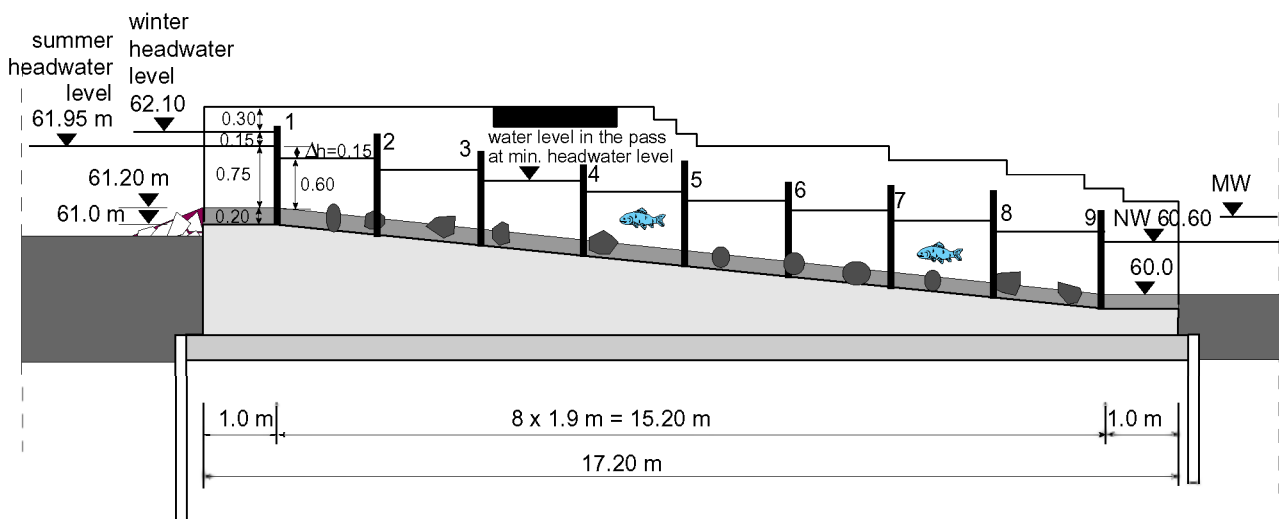 summer
headwater
level
61.95 m
winter
headwater
level
62.10
0.30
0.15
0.75
0.20
61.20 m
61.0 m
Δh=0.15
0.60
1
2
3
water level in the pass
at min. headwater level
4
5
6
7
8
9
NW 60.60
MW
60.0
1.0 m
8 x 1.9 m = 15.20 m
1.0 m
17.20 m